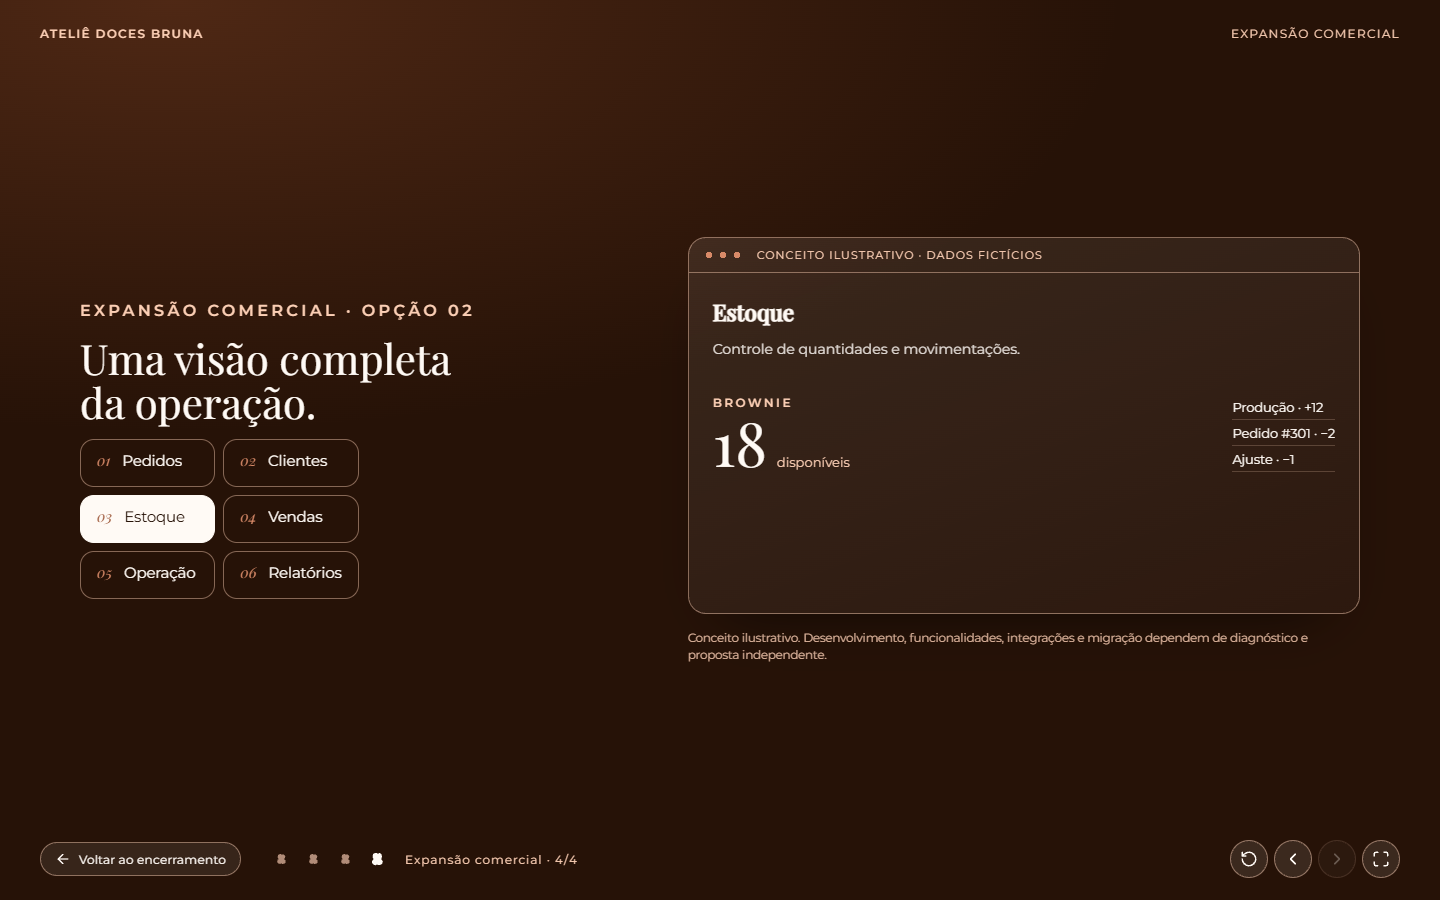 ATELIÊ DOCES BRUNA
EXPANSÃO COMERCIAL
EXPANSÃO COMERCIAL · OPÇÃO 02
Uma visão completa
da operação.
01 Pedidos
02 Clientes
03 Estoque
04 Vendas
05 Operação
06 Relatórios
CONCEITO ILUSTRATIVO · DADOS FICTÍCIOS
Estoque
Controle de quantidades e movimentações.
BROWNIE
18 disponíveis
Produção · +12
Pedido #301 · −2
Ajuste · −1
Conceito ilustrativo. Desenvolvimento, funcionalidades, integrações e migração dependem de diagnóstico e
proposta independente.
Voltar ao encerramento
Expansão comercial · 4/4